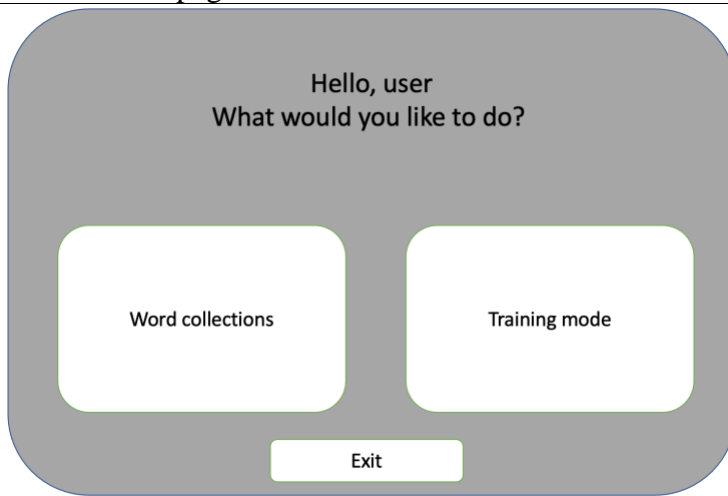 Hello, user
What would you like to do?
Word collections
Training mode
Exit